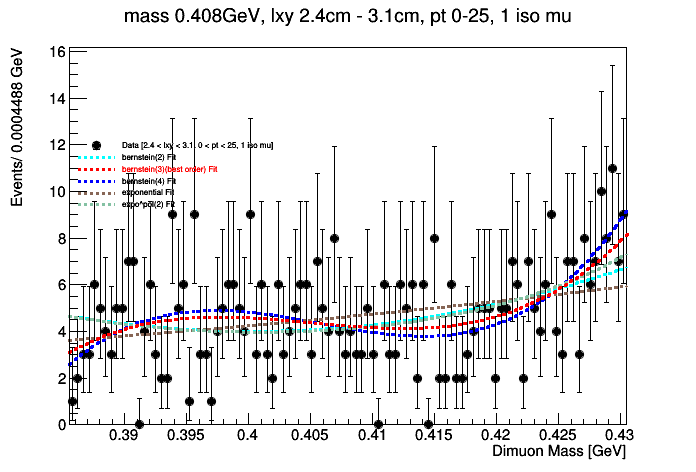 mass 0.408GeV, lxy 2.4cm - 3.1cm, pt 0-25, 1 iso mu
Events/ 0.0004488 GeV
16
14
12
10
8
6
4
2
0
Data [2.4 < lxy < 3.1, 0 < pt < 25, 1 iso mu]
bernstein(2) Fit
bernstein(3)(best order) Fit
bernstein(4) Fit
exponential Fit
expo*pol(2) Fit
0.39 0.395 0.4 0.405 0.41 0.415 0.42 0.425 0.43
Dimuon Mass [GeV]